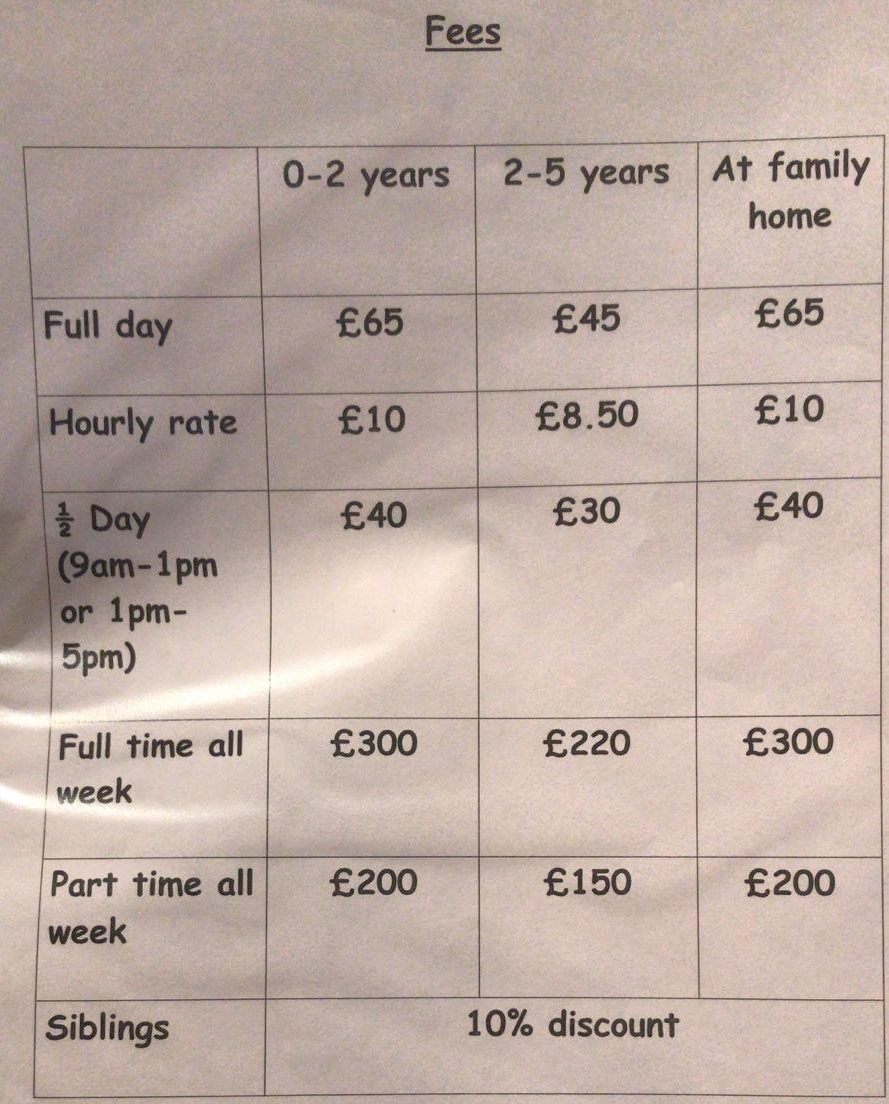 Fees
0-2 years 2-5 years At family
home
Full day £65 £45 £65
Hourly rate £10 £8.50 £10
½ Day £40 £30 £40
(9am-1pm
or 1pm-
5pm)
Full time all £300 £220 £300
week
Part time all £200 £150 £200
week
Siblings 10% discount